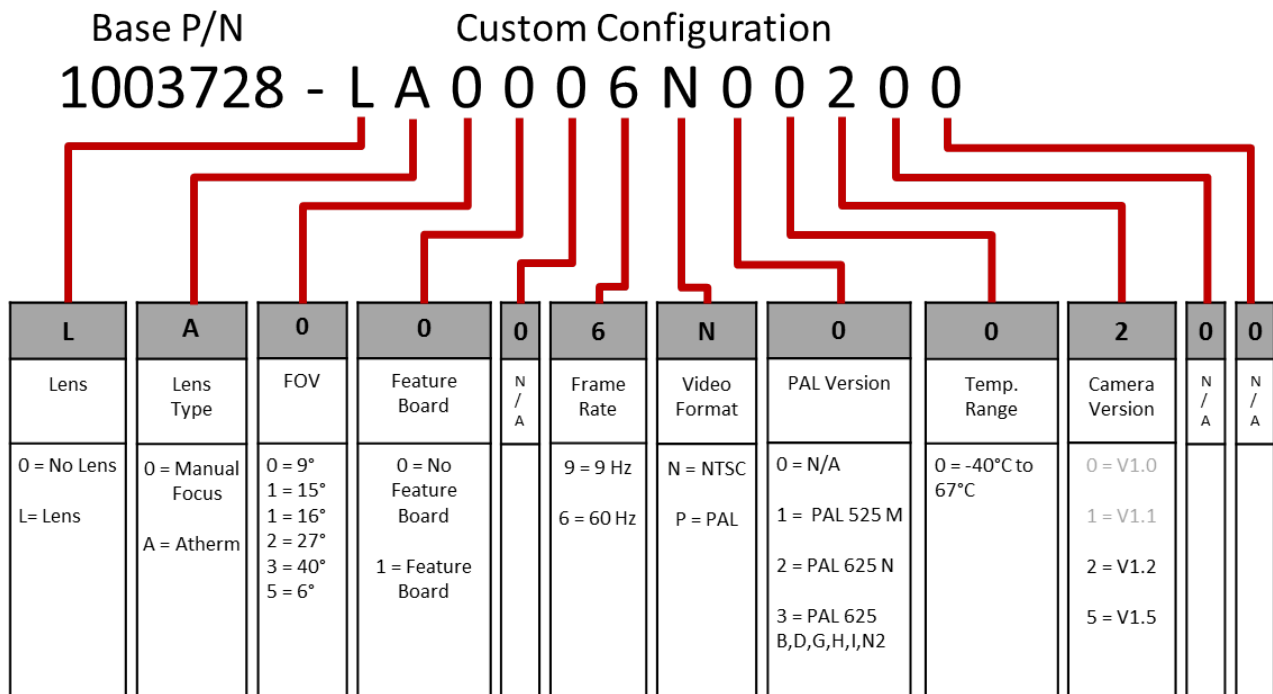 Base P/N
Custom Configuration
1003728 - L A 0 0 0 6 N 0 0 2 0 0
L
A
0
0
0
6
N
0
0
2
0
0
Lens
Lens
Type
FOV
Feature
Board
N
/
A
Frame
Rate
Video
Format
PAL Version
Temp.
Range
Camera
Version
N
/
A
N
/
A
0 = No Lens
L= Lens
0 = Manual
Focus
A = Atherm
0 = 9°
1 = 15°
1 = 16°
2 = 27°
3 = 40°
5 = 6°
0 = No
Feature
Board
1 = Feature
Board
9 = 9 Hz
6 = 60 Hz
N = NTSC
P = PAL
0 = N/A
1 =  PAL 525 M
2 = PAL 625 N
3 = PAL 625
B,D,G,H,I,N2
0 = -40°C to
67°C
0 = V1.0
1 = V1.1
2 = V1.2
5 = V1.5